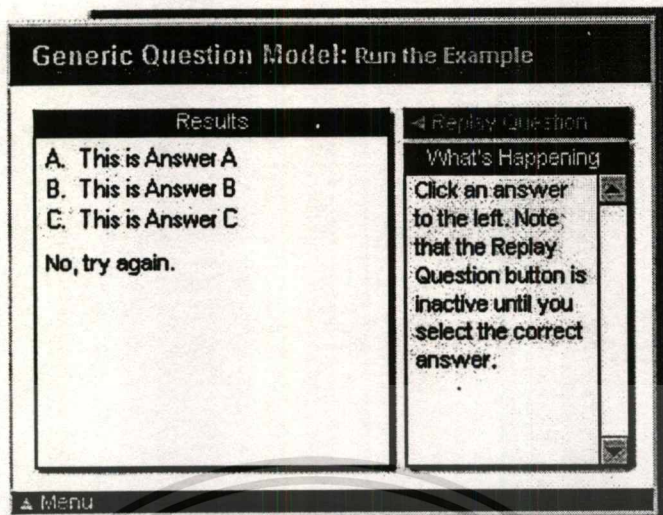 Generic Question Model: Run the Example
Results
A. This is Answer A
B. This is Answer B
C. This is Answer C
No, try again.
◄ Replay Question
What's Happening
Click an answer
to the left. Note
that the Replay
Question button is
inactive until you
select the correct
answer.
▲ Menu